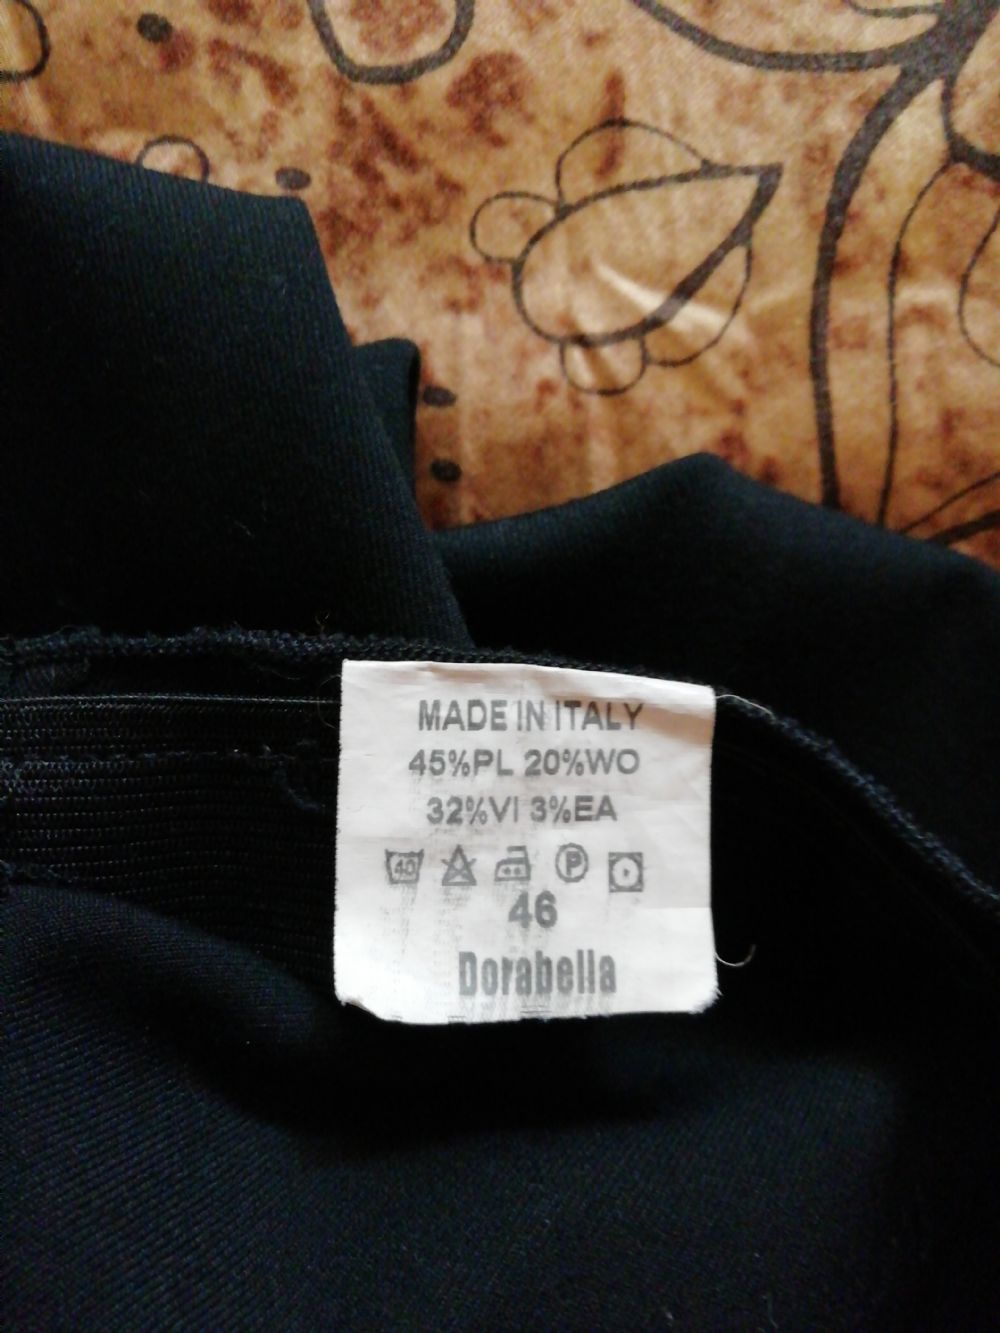 MADE IN ITALY
45%PL 20%WO
32%VI 3%EA
40 P
46
Dorabella